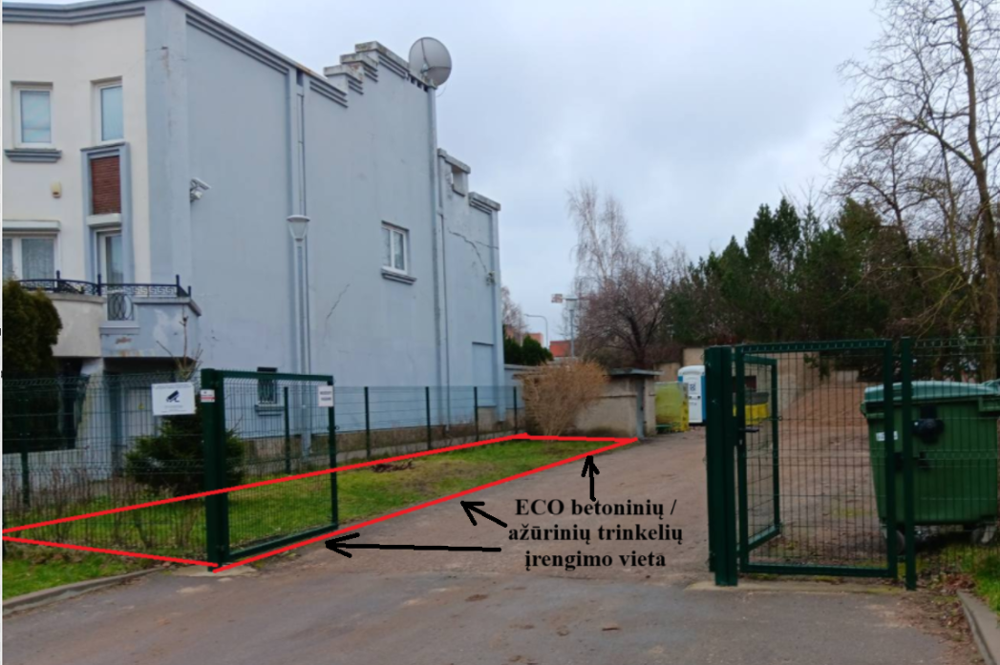 ECO betoninių /
ažūrinių trinkelių
įrengimo vieta